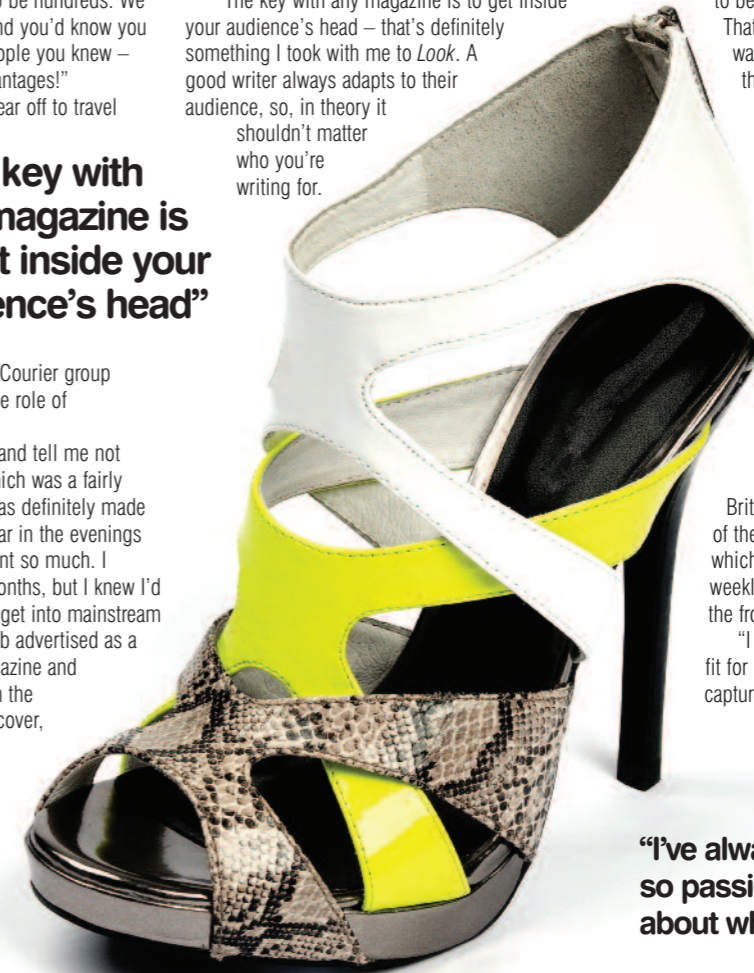 be hundreds. We
nd you'd know you
ople you knew –
antages!"
ear off to travel
key with
magazine is
t inside your
ence's head”
Courier group
e role of
and tell me not
ich was a fairly
as definitely made
ar in the evenings
nt so much. I
onths, but I knew I'd
get into mainstream
b advertised as a
azine and
n the
cover,
The key with any magazine is to get inside
your audience's head – that's definitely
something I took with me to Look. A
good writer always adapts to their
audience, so, in theory it
shouldn't matter
who you're
writing for.
to be
That
wa
th
Brit
of the
which
weekl
the fro
“I
fit for
captur
“I've alwa
so passi
about wh